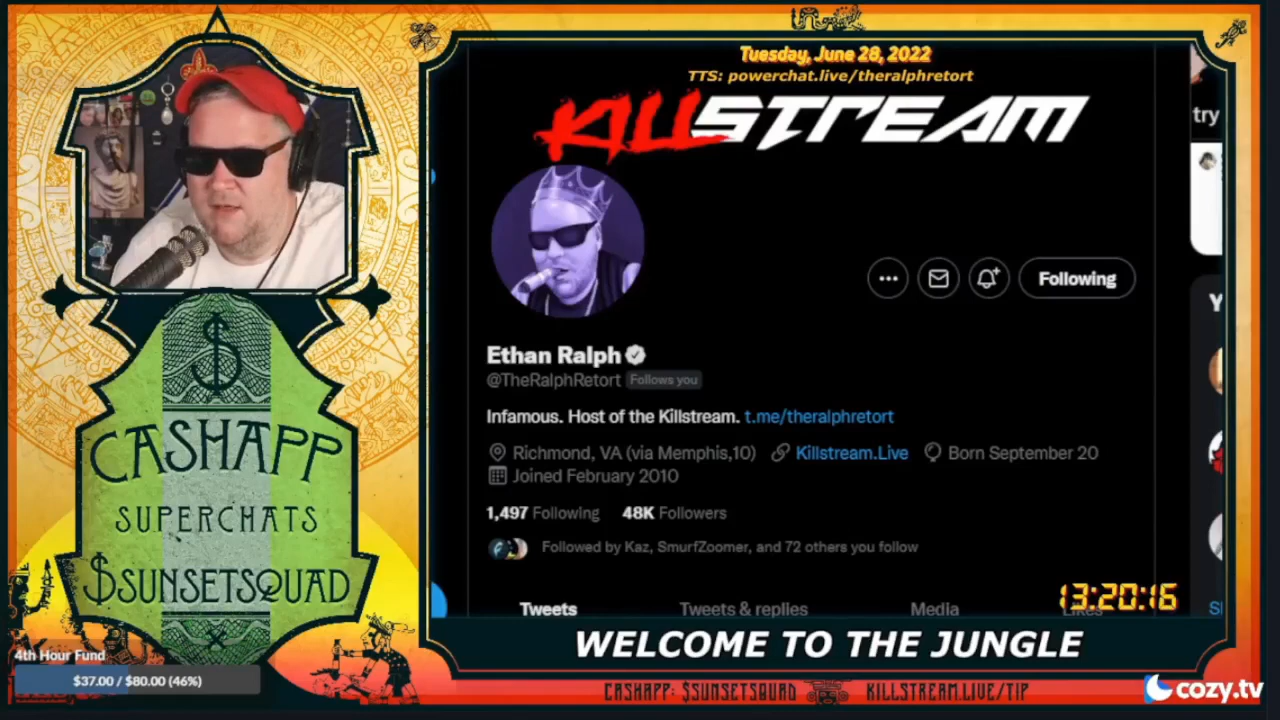 Tuesday, June 28, 2022
TTS: powerchat.live/theralphretort
KILLSTREAM
try
Following
Ethan Ralph
@TheRalphRetort Follows you
Infamous. Host of the Killstream. t.me/theralphretort
Richmond, VA (via Memphis,10) Killstream.Live Born September 20
Joined February 2010
1,497 Following 48K Followers
Followed by Kaz, SmurfZoomer, and 72 others you follow
Tweets Tweets & replies Media Likes
13:20:16
WELCOME TO THE JUNGLE
CASHAPP: $SUNSETSQUAD KILLSTREAM.LIVE/TIP
cozy.tv
$
CASHAPP
SUPERCHATS
$SUNSETSQUAD
4th Hour Fund
$37.00 / $80.00 (46%)